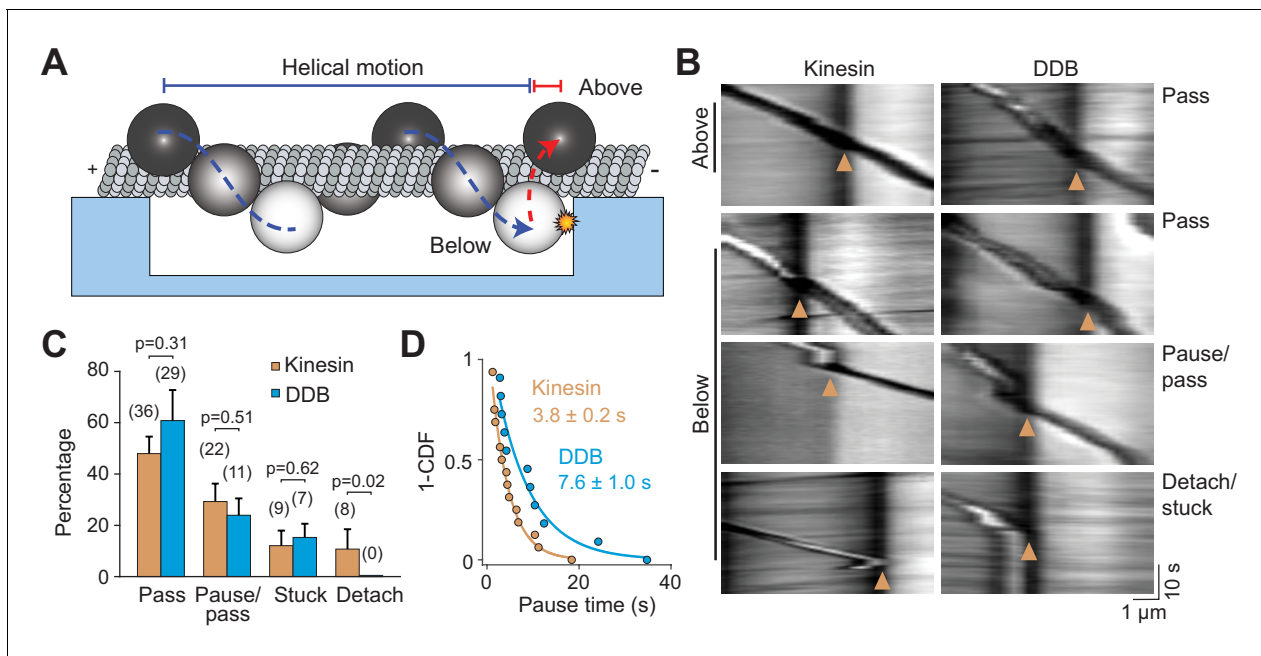 A
Helical motion
Above
+
-
Below
B
Kinesin
DDB
Above
Pass
Below
Pass
Pause/
pass
Detach/
stuck
10 s
1 μm
C
Percentage
80
60
40
20
0
Kinesin
DDB
p=0.31
(36)
(29)
p=0.51
(22)
(11)
p=0.62
(9)
(7)
p=0.02
(8)
(0)
Pass
Pause/
pass
Stuck
Detach
D
1-CDF
1
0.5
0
Kinesin
3.8 ± 0.2 s
DDB
7.6 ± 1.0 s
0
20
40
Pause time (s)